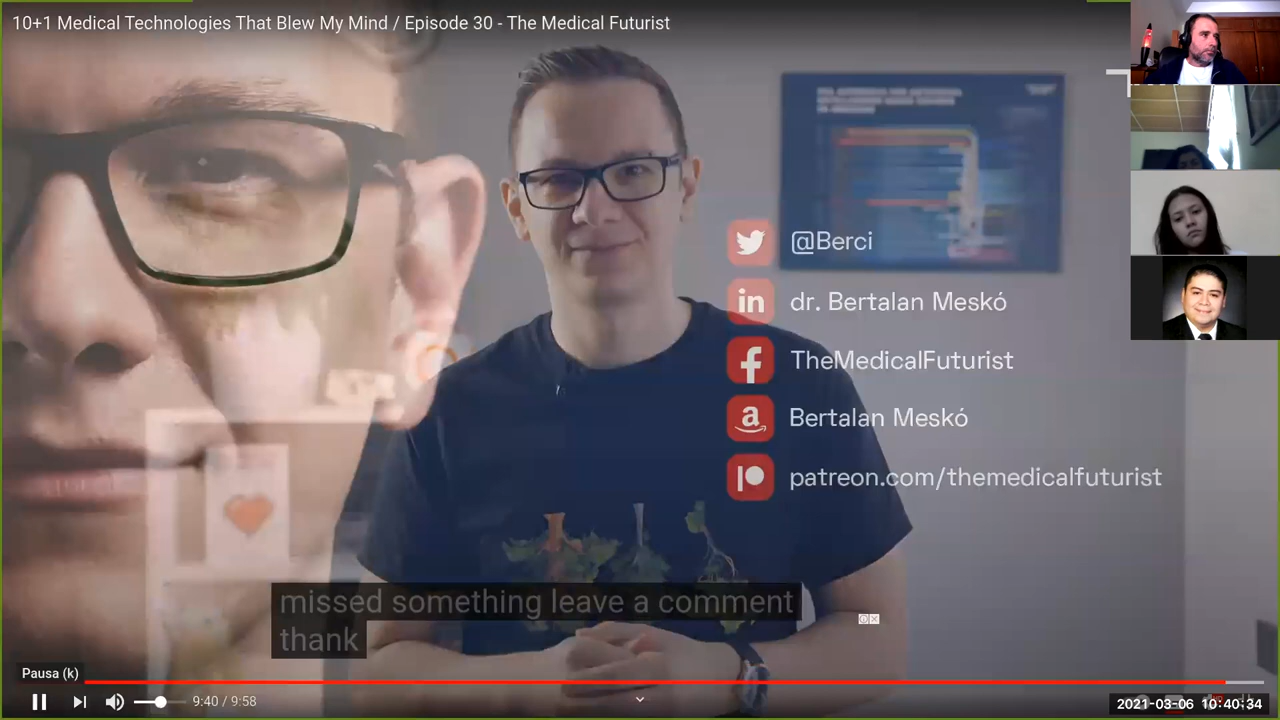 10+1 Medical Technologies That Blew My Mind / Episode 30 - The Medical Futurist
@Berci
in dr. Bertalan Meskó
f TheMedicalFuturist
a Bertalan Meskó
patreon.com/themedicalfuturist
missed something leave a comment
thank
Pausa (k)
9:40 / 9:58
2021-03-06 10:40:34